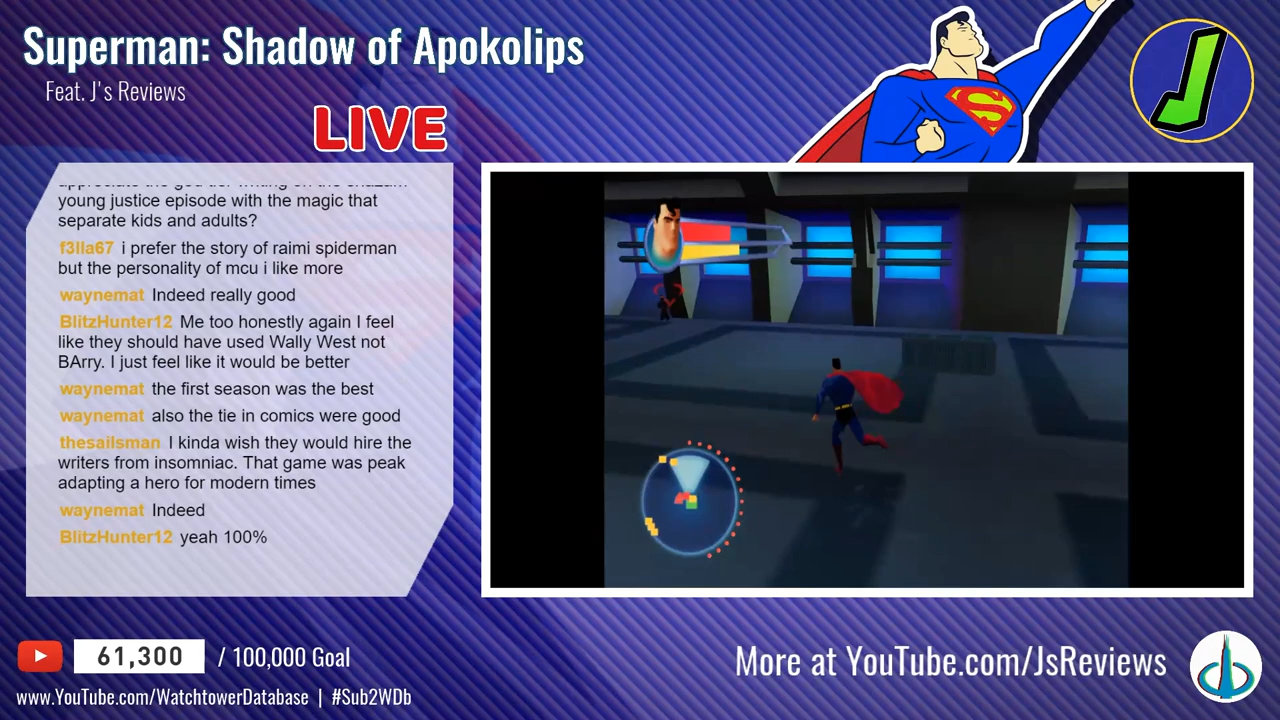 Superman: Shadow of Apokolips
Feat. J's Reviews
LIVE
young justice episode with the magic that
separate kids and adults?
f3lla67 i prefer the story of raimi spiderman
but the personality of mcu i like more
waynemat Indeed really good
BlitzHunter12 Me too honestly again I feel
like they should have used Wally West not
BArry. I just feel like it would be better
waynemat the first season was the best
waynemat also the tie in comics were good
thesailsman I kinda wish they would hire the
writers from insomniac. That game was peak
adapting a hero for modern times
waynemat Indeed
BlitzHunter12 yeah 100%
S
J
61,300 / 100,000 Goal
More at YouTube.com/JsReviews
www.YouTube.com/WatchtowerDatabase | #Sub2WDb